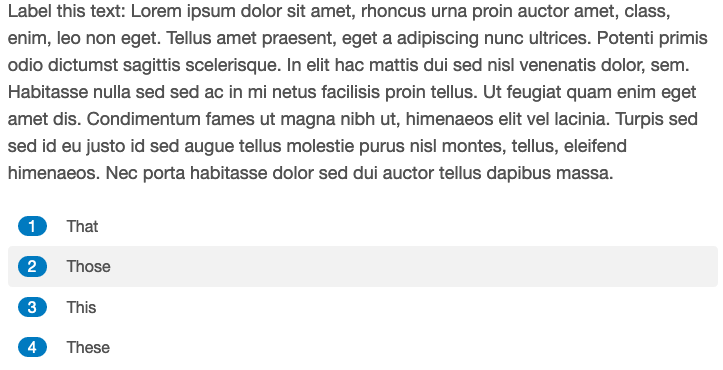 Label this text: Lorem ipsum dolor sit amet, rhoncus urna proin auctor amet, class,
enim, leo non eget. Tellus amet praesent, eget a adipiscing nunc ultrices. Potenti primis
odio dictumst sagittis scelerisque. In elit hac mattis dui sed nisl venenatis dolor, sem.
Habitasse nulla sed sed ac in mi netus facilisis proin tellus. Ut feugiat quam enim eget
amet dis. Condimentum fames ut magna nibh ut, himenaeos elit vel lacinia. Turpis sed
sed id eu justo id sed augue tellus molestie purus nisl montes, tellus, eleifend
himenaeos. Nec porta habitasse dolor sed dui auctor tellus dapibus massa.
1 That
2 Those
3 This
4 These